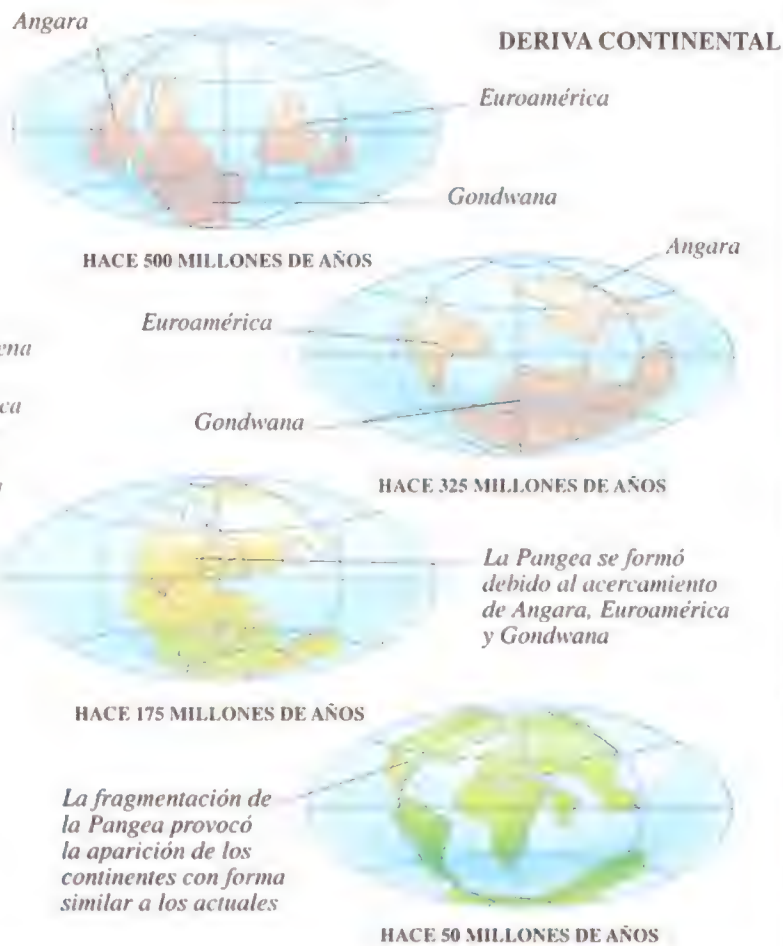 Angara
DERIVA CONTINENTAL
Euroamérica
Gondwana
HACE 500 MILLONES DE AÑOS
Angara
Euroamérica
Gondwana
HACE 325 MILLONES DE AÑOS
La Pangea se formó
debido al acercamiento
de Angara, Euroamérica
y Gondwana
HACE 175 MILLONES DE AÑOS
La fragmentación de
la Pangea provocó
la aparición de los
continentes con forma
similar a los actuales
HACE 50 MILLONES DE AÑOS